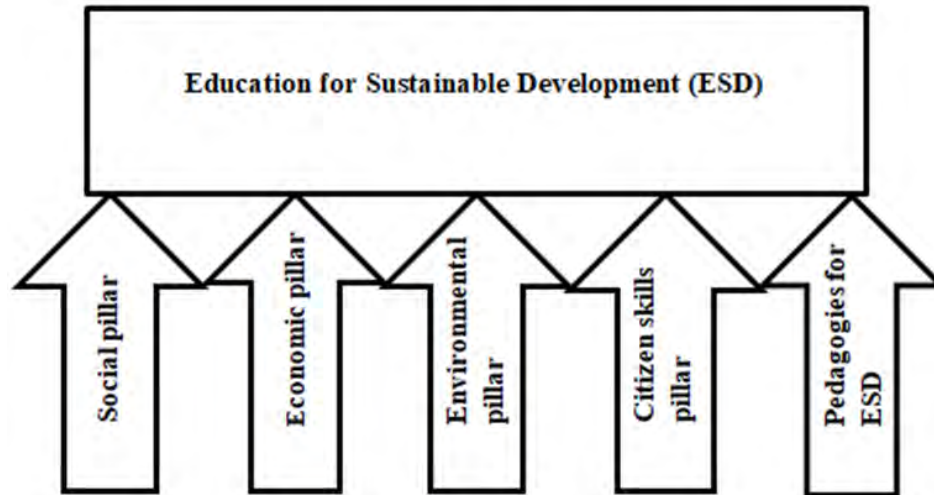 Education for Sustainable Development (ESD)
Social pillar
Economic pillar
Environmental
pillar
Citizen skills
pillar
Pedagogies for
ESD